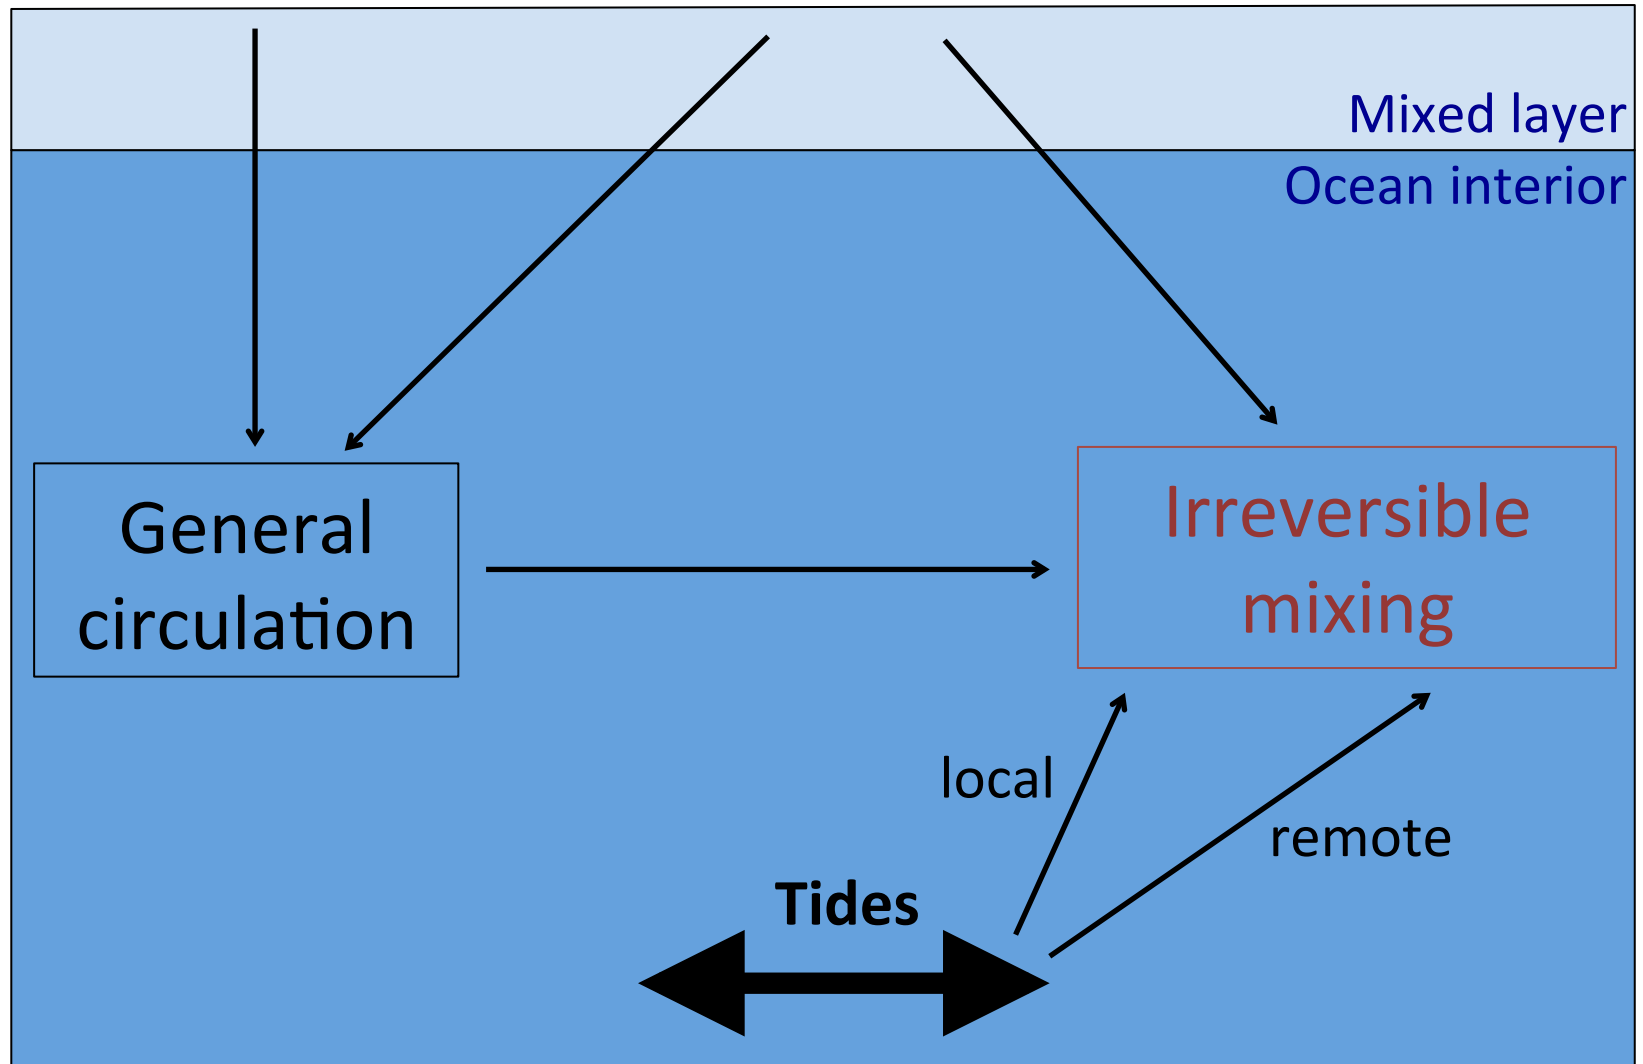 Mixed layer
Ocean interior
General
circulation
Irreversible
mixing
local
remote
Tides